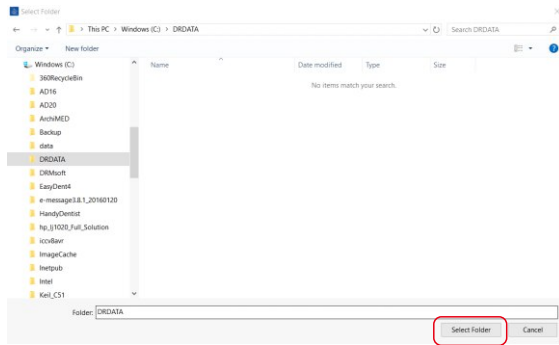 Select Folder
This PC > Windows (C:) > DRDATA
Search DRDATA
Organize
New folder
Name
Date modified
Type
Size
No items match your search.
Windows (C:)
360RecycleBin
AD16
AD20
ArchiMED
Backup
data
DRDATA
DRMsoft
EasyDent4
e-message3.8.1_20160120
HandyDentist
hp_lj1020_Full_Solution
iccv8avr
ImageCache
Inetpub
Intel
Keil_C51
Folder: DRDATA
Select Folder
Cancel